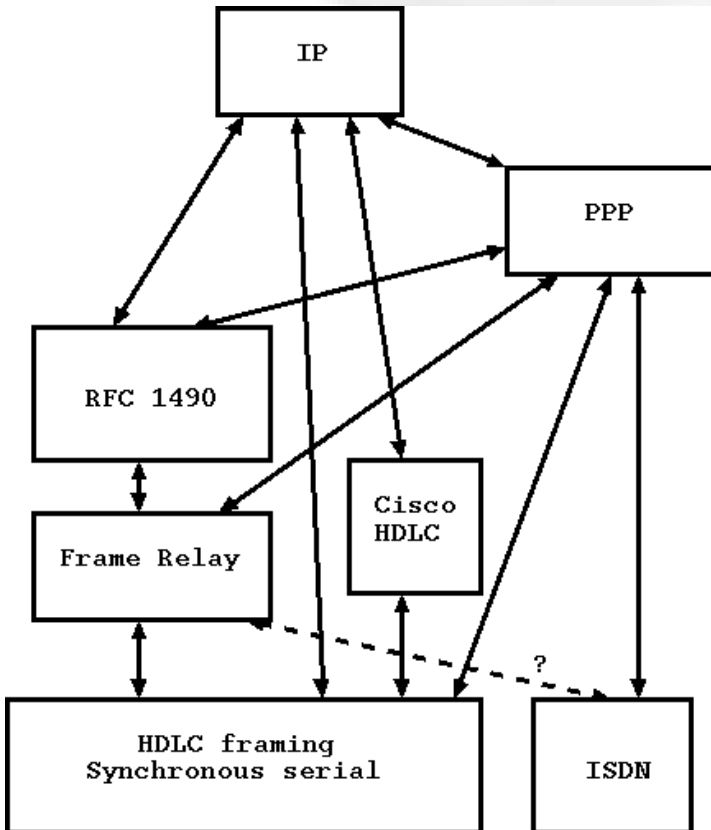 IP
PPP
RFC 1490
Cisco
HDLC
Frame Relay
?
HDLC framing
Synchronous serial
ISDN